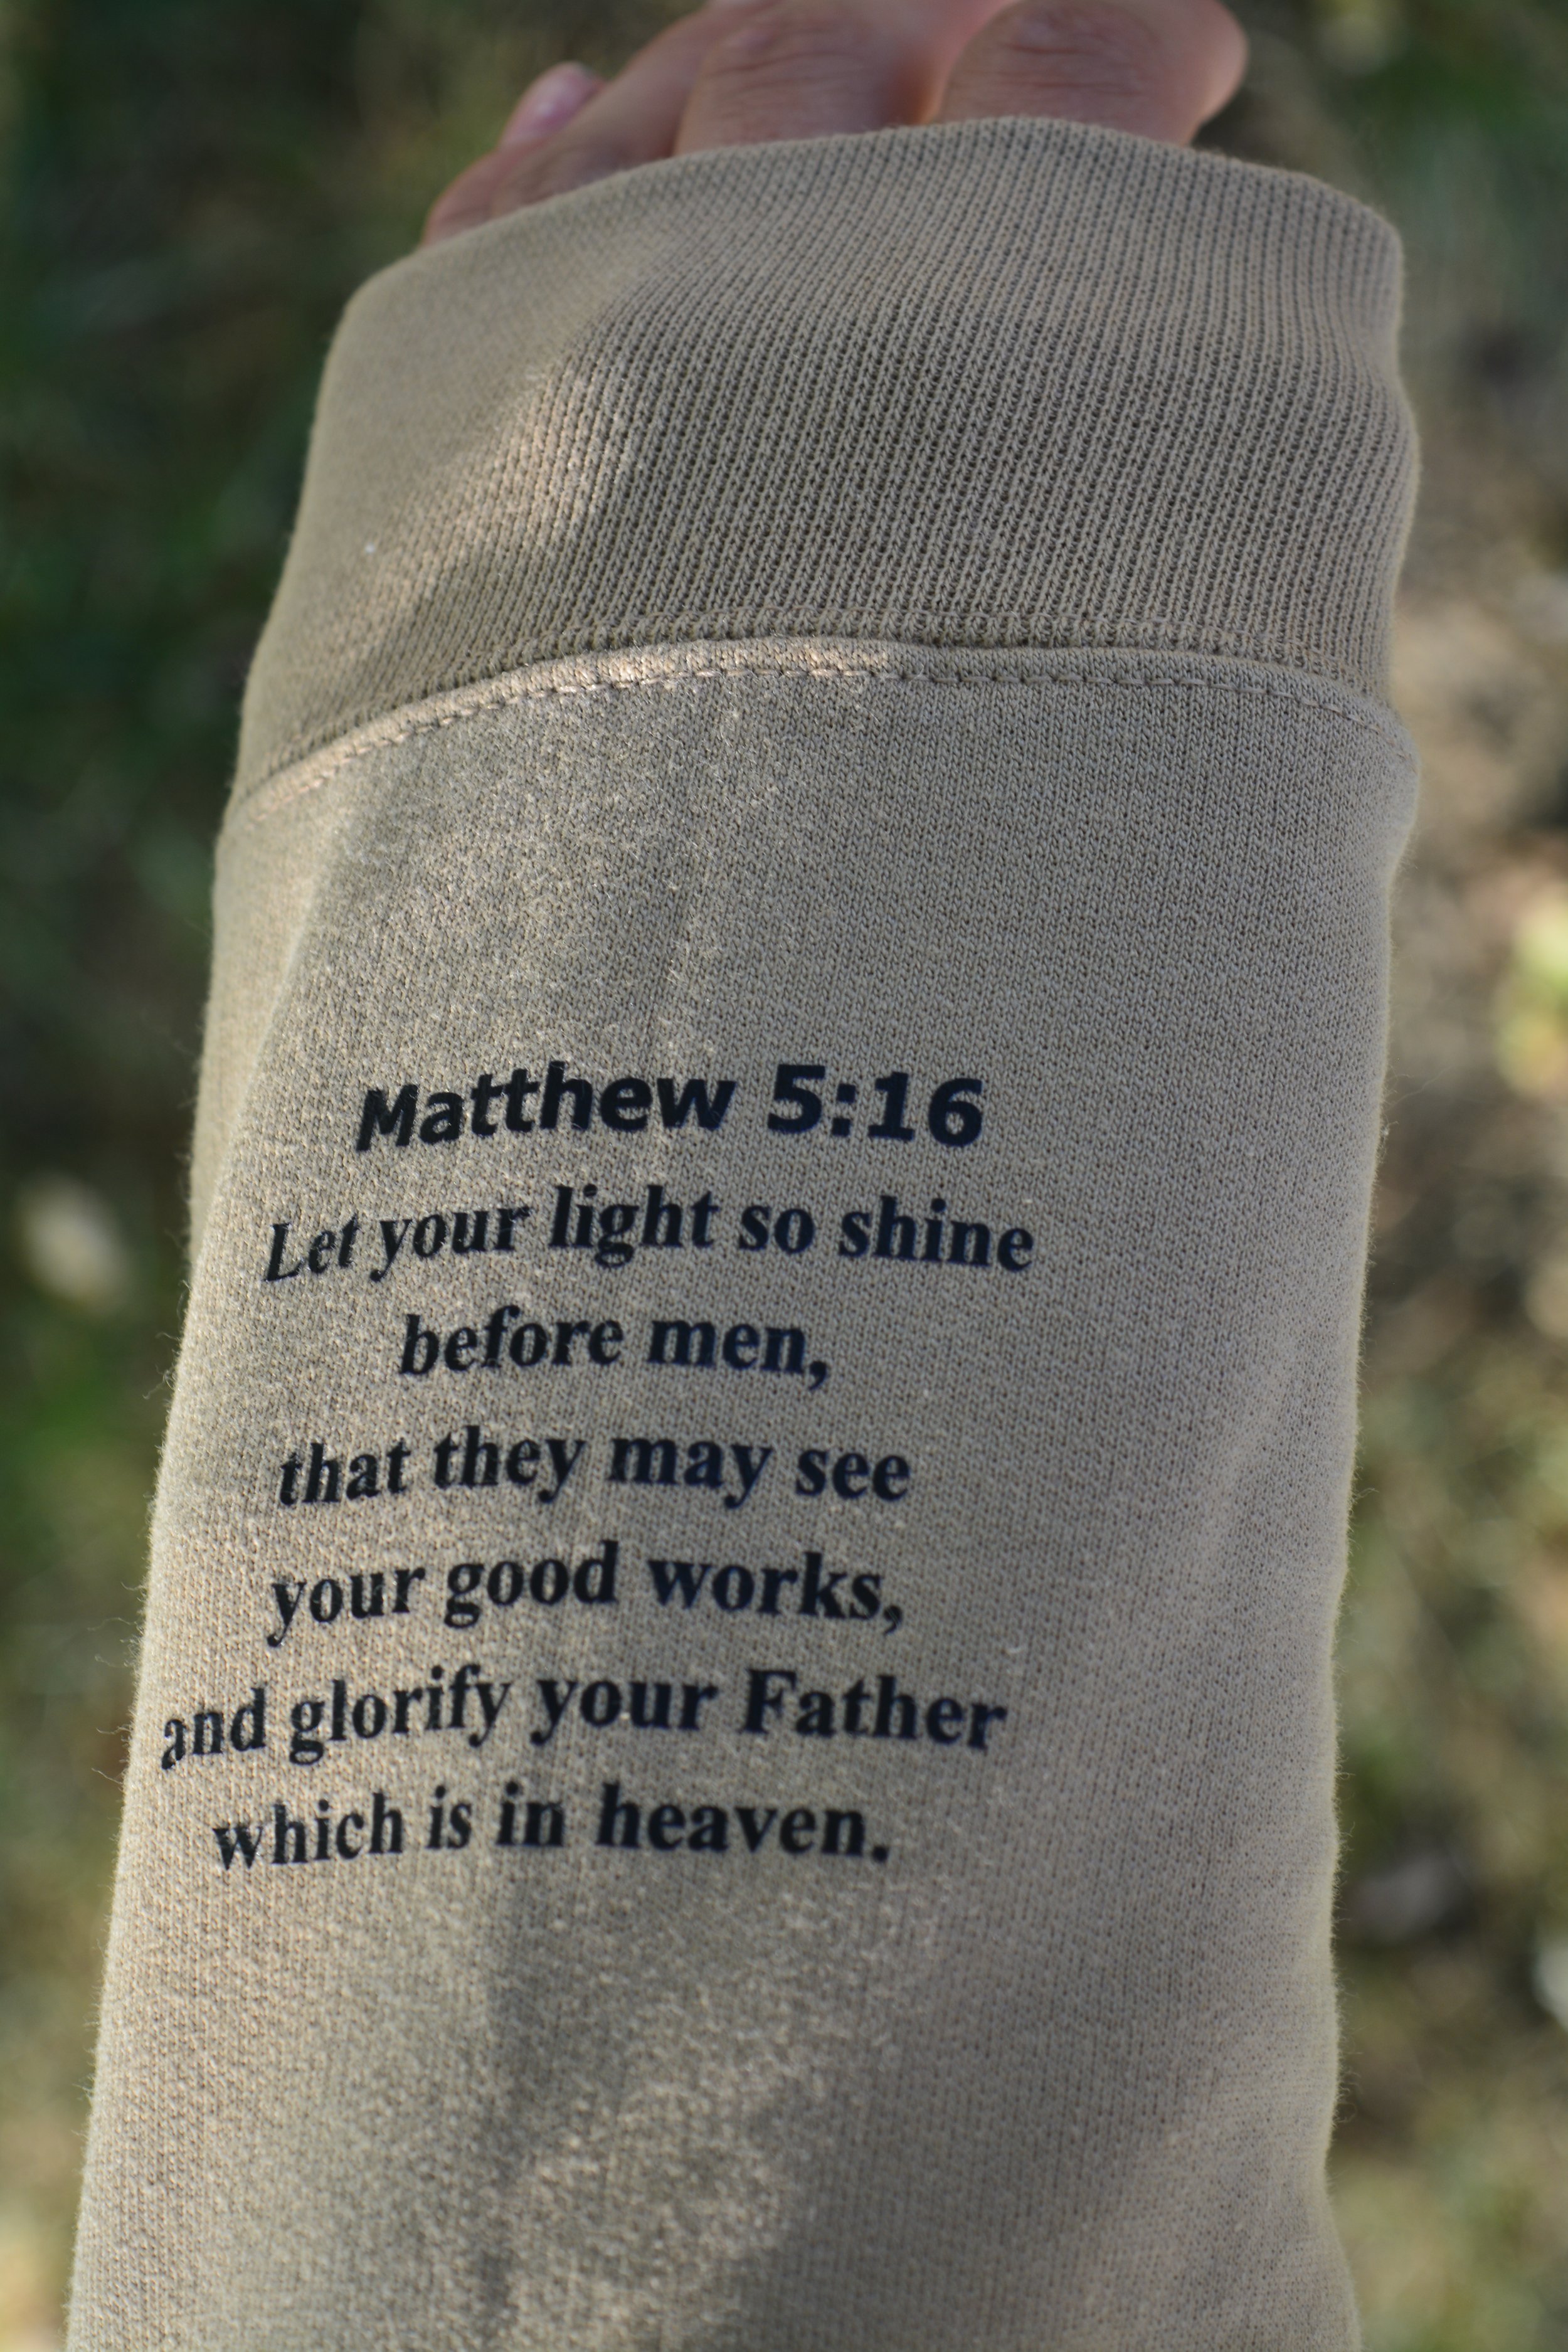 Matthew 5:16
Let your light so shine
before men,
that they may see
your good works,
and glorify your Father
which is in heaven.